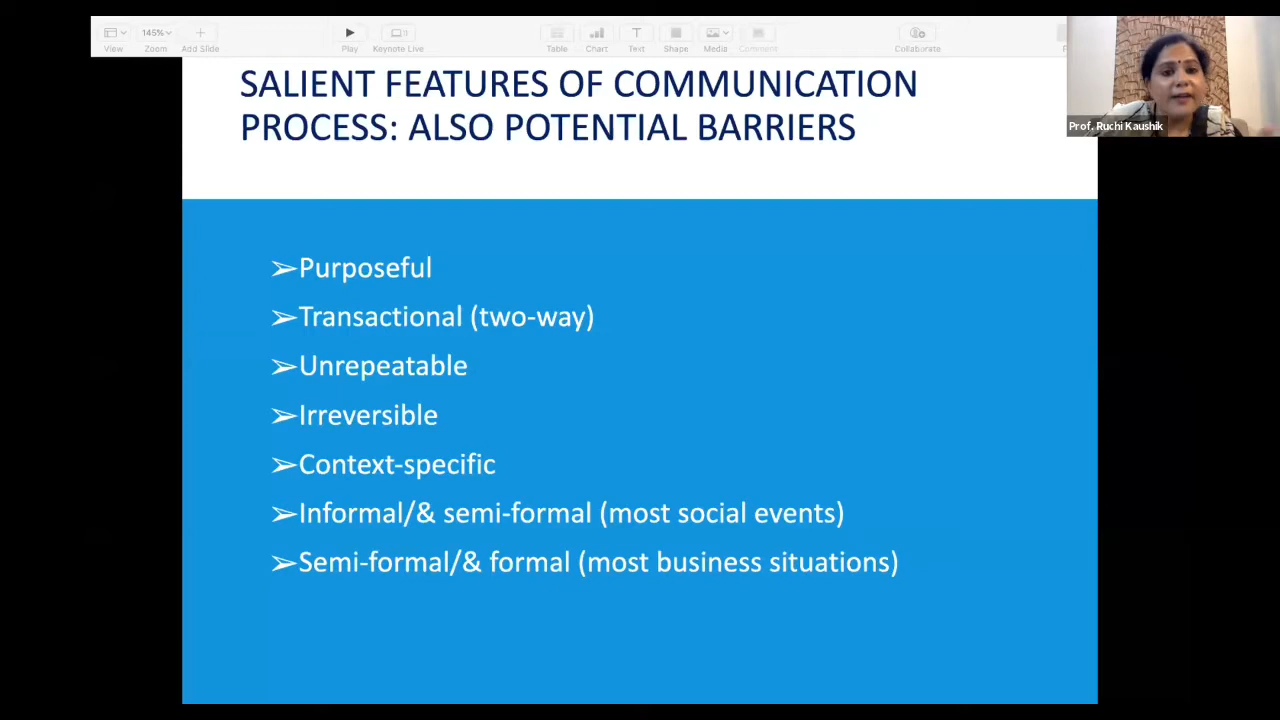 145%
View
Zoom
Add Slide
Play
Keynote Live
Table
Chart
Text
Shape
Media
Comment
Collaborate
Prof. Ruchi Kaushik
SALIENT FEATURES OF COMMUNICATION
PROCESS: ALSO POTENTIAL BARRIERS
➢Purposeful
➢Transactional (two-way)
➢Unrepeatable
➢Irreversible
➢Context-specific
➢Informal/& semi-formal (most social events)
➢Semi-formal/& formal (most business situations)